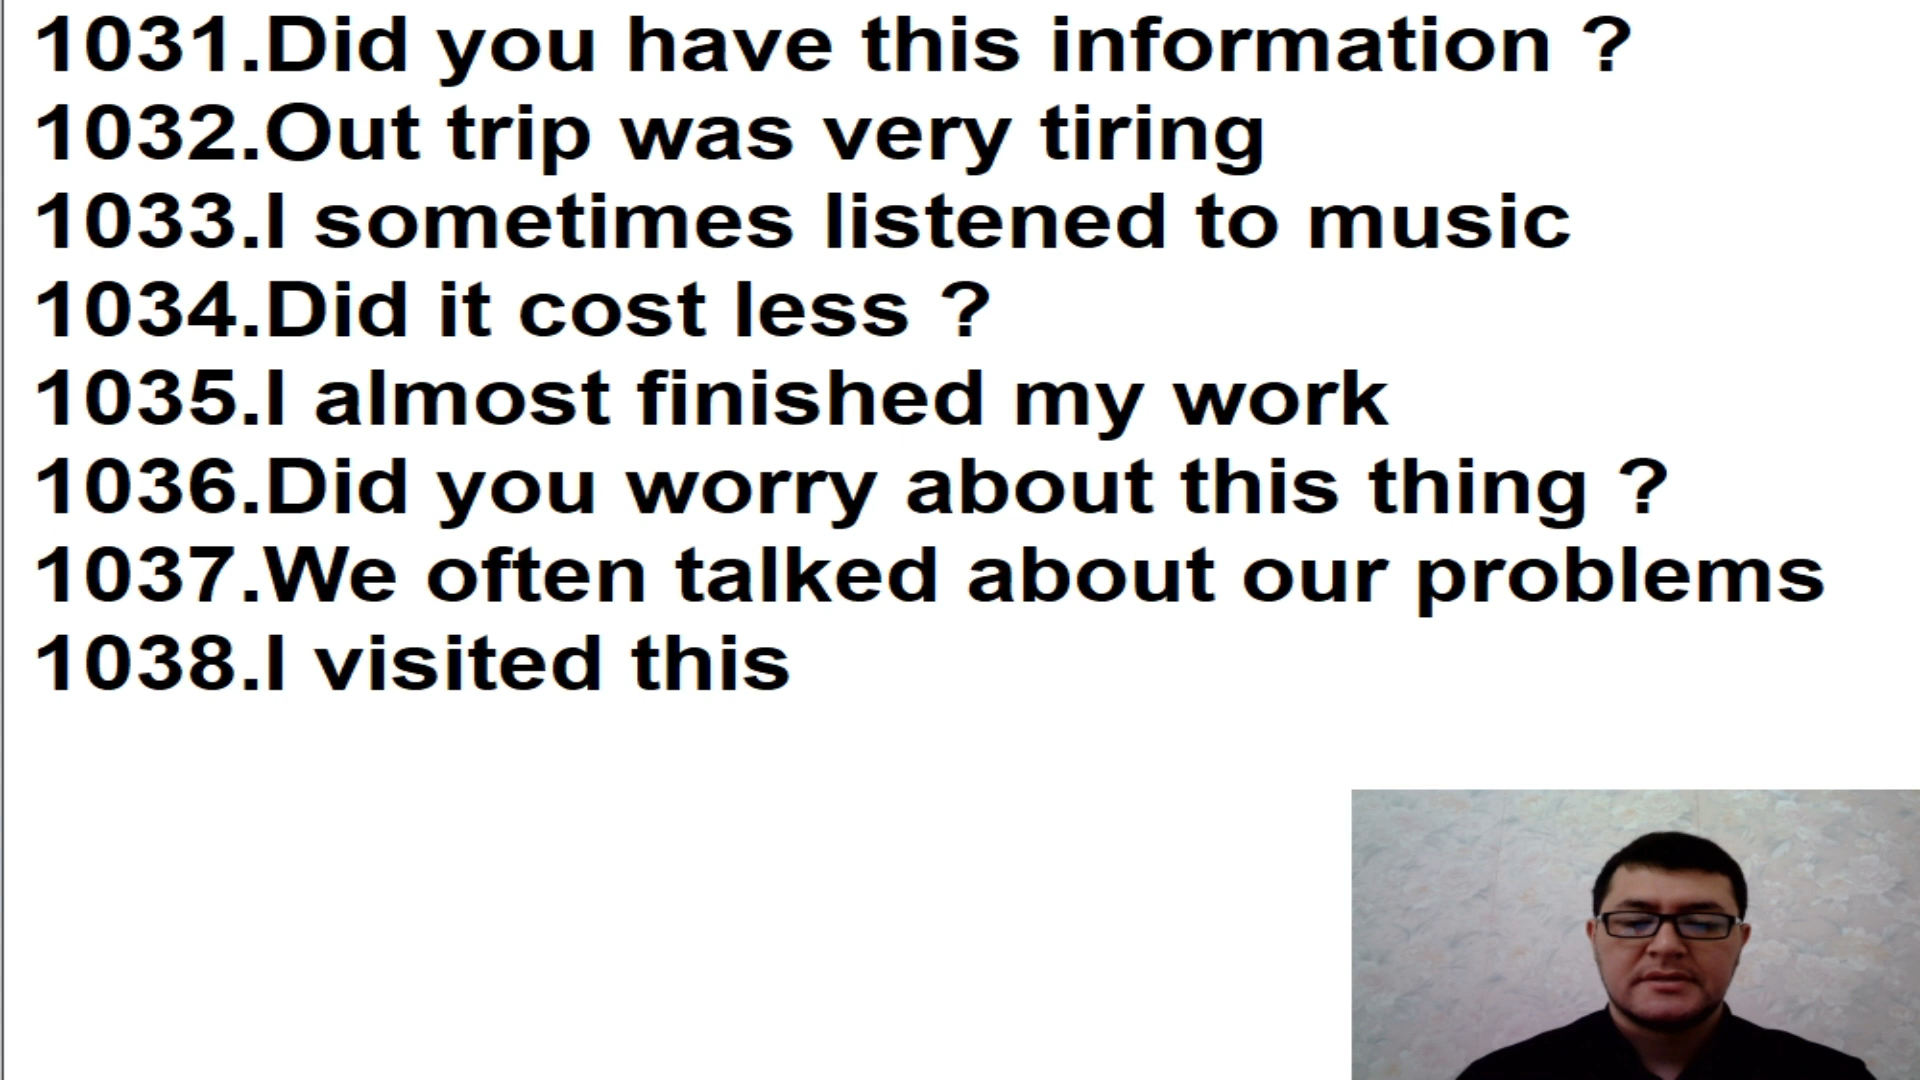 1031.Did you have this information ?
1032.Out trip was very tiring
1033.I sometimes listened to music
1034.Did it cost less ?
1035.I almost finished my work
1036.Did you worry about this thing ?
1037.We often talked about our problems
1038.I visited this